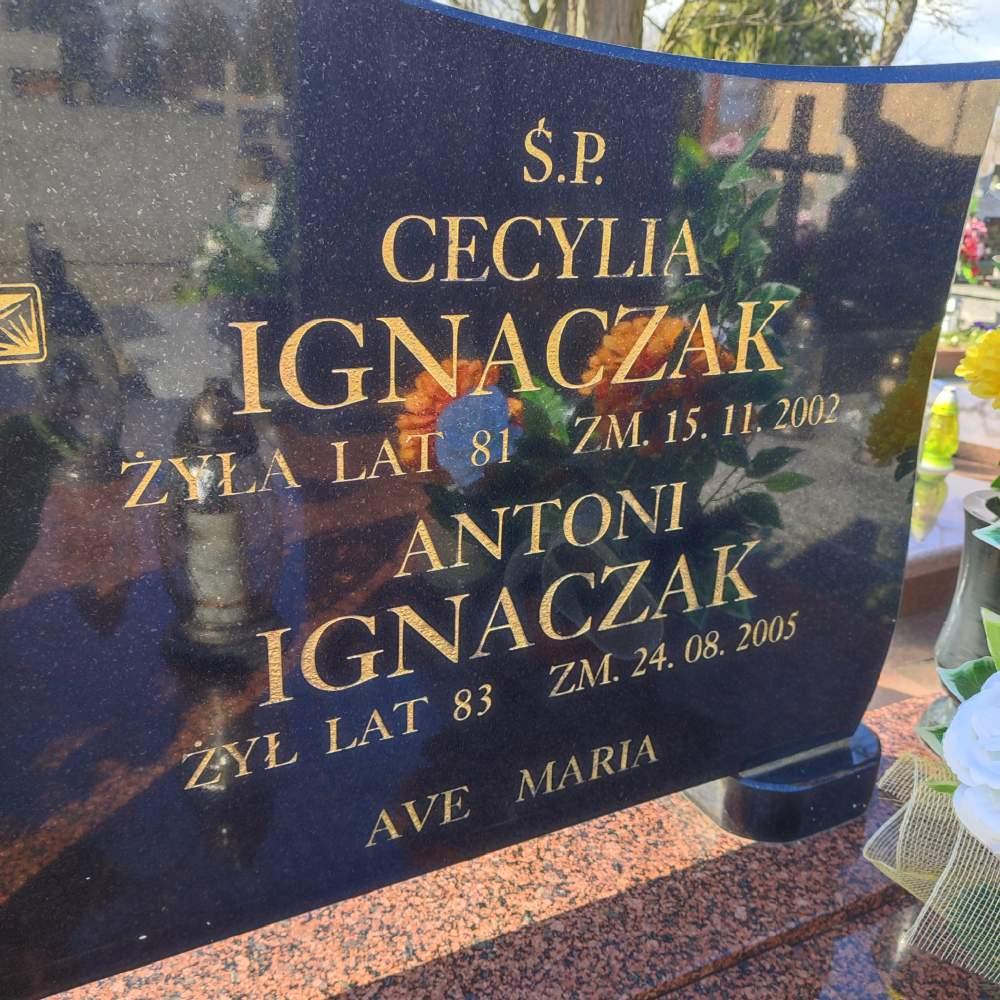 Ś.P.
CECYLIA
IGNACZAK
ŻYŁA LAT 81 ZM. 15. 11. 2002
ANTONI
IGNACZAK
ŻYŁ LAT 83 ZM. 24. 08. 2005
AVE MARIA